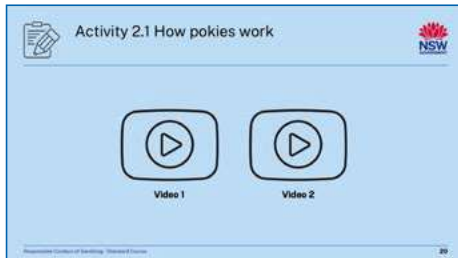 Activity 2.1 How pokies work
NSW
Video 1
Video 2
Responsible Conduct of Gambling: Standard Course
20